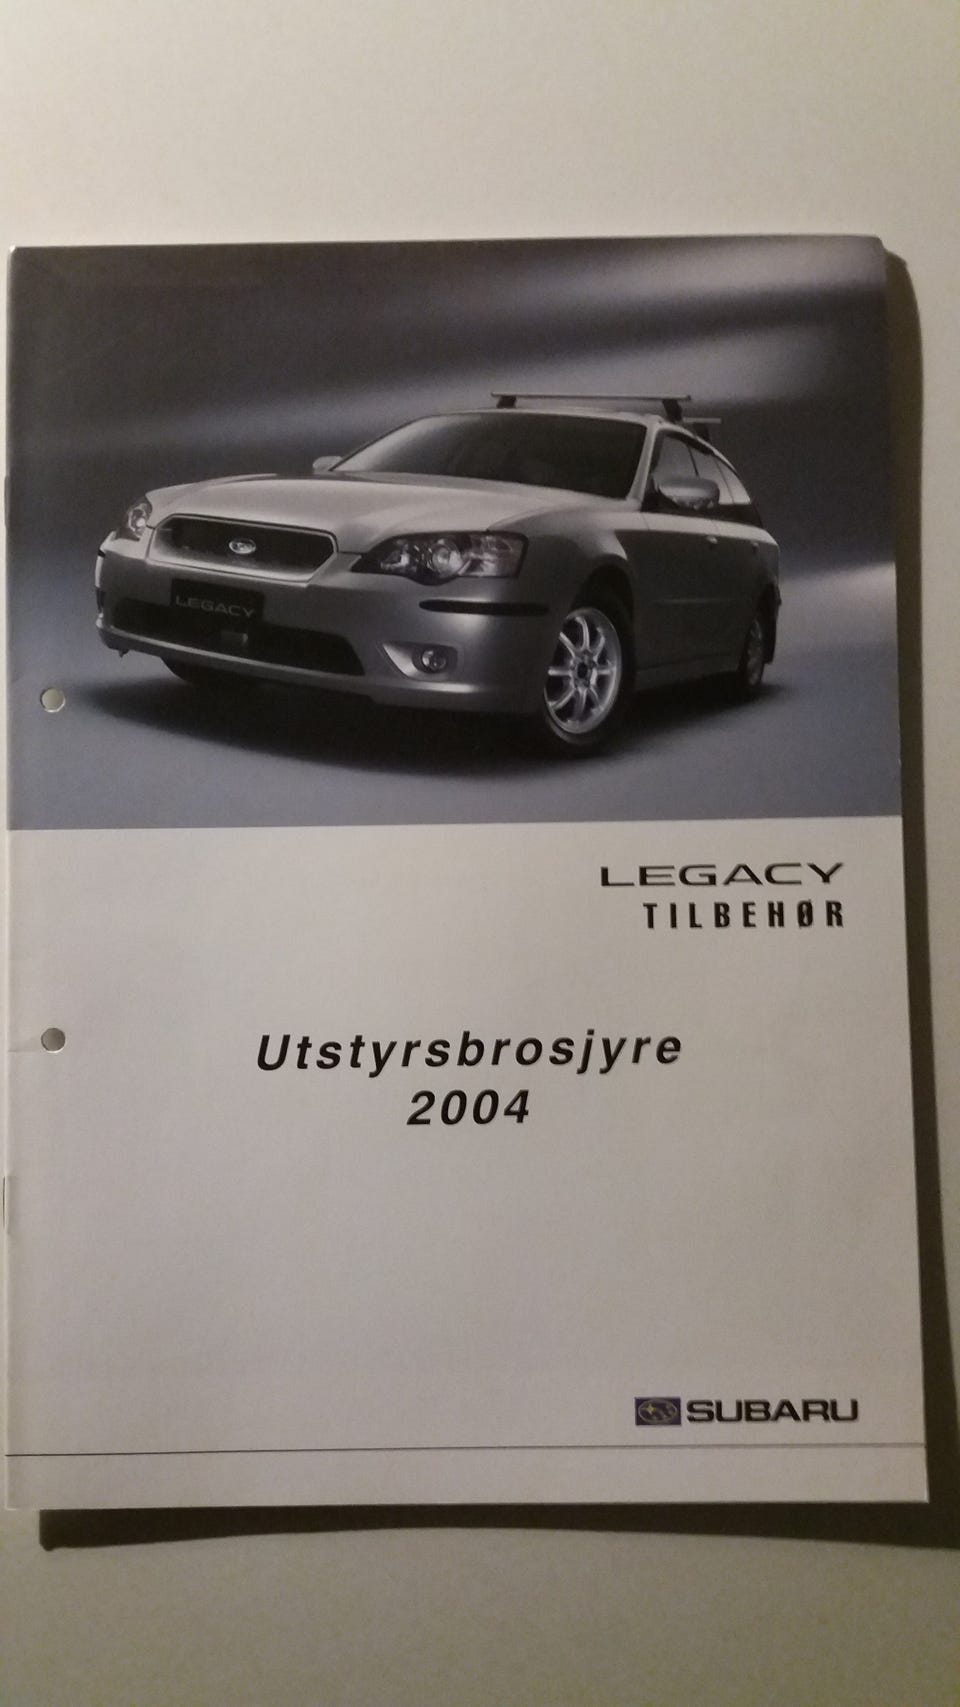 LEGACY
LEGACY
TILBEHØR
Utstyrsbrosjyre
2004
SUBARU